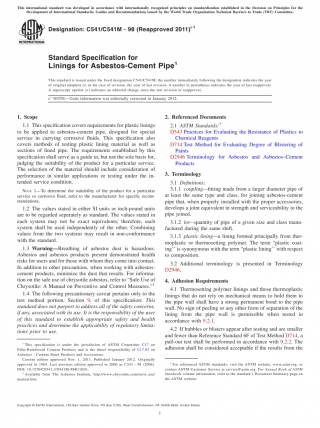 This international standard was developed in accordance with internationally recognized principles on standardization established in the Decision on Principles for the
Development of International Standards, Guides and Recommendations issued by the World Trade Organization Technical Barriers to Trade (TBT) Committee.
Designation: C541/C541M − 98 (Reapproved 2011)ε1
Standard Specification for
Linings for Asbestos-Cement Pipe1
This standard is issued under the fixed designation C541/C541M; the number immediately following the designation indicates the year
of original adoption or, in the case of revision, the year of last revision. A number in parentheses indicates the year of last reapproval.
A superscript epsilon (ε) indicates an editorial change since the last revision or reapproval.
ε1 NOTE—Units information was editorially corrected in January 2012.
1. Scope
1.1 This specification covers requirements for plastic linings
to be applied to asbestos-cement pipe, designed for special
service in carrying corrosive fluids. This specification also
covers methods of testing plastic lining material as well as
sections of lined pipe. The requirements established by this
specification shall serve as a guide in, but not the sole basis for,
judging the suitability of the product for a particular service.
The selection of the material should include consideration of
performance in similar applications or testing under the in-
tended service condition.
NOTE 1—To determine the suitability of the product for a particular
service or corrosive fluid, refer to the manufacturer for specific recom-
mendations.
1.2 The values stated in either SI units or inch-pound units
are to be regarded separately as standard. The values stated in
each system may not be exact equivalents; therefore, each
system shall be used independently of the other. Combining
values from the two systems may result in non-conformance
with the standard.
1.3 Warning—Breathing of asbestos dust is hazardous.
Asbestos and asbestos products present demonstrated health
risks for users and for those with whom they come into contact.
In addition to other precautions, when working with asbestos-
cement products, minimize the dust that results. For informa-
tion on the safe use of chrysotile asbestos, refer to “Safe Use of
Chrysotile: A Manual on Preventive and Control Measures.”2
1.4 The following precautionary caveat pertains only to the
test method portion, Section 9, of this specification: This
standard does not purport to address all of the safety concerns,
if any, associated with its use. It is the responsibility of the user
of this standard to establish appropriate safety and health
practices and determine the applicability of regulatory limita-
tions prior to use.
1 This specification is under the jurisdiction of ASTM Committee C17 on
Fiber-Reinforced Cement Products and is the direct responsibility of C17.03 on
Asbestos - Cement Sheet Products and Accessories.
Current edition approved Nov. 1, 2011. Published January 2012. Originally
approved in 1964. Last previous edition approved in 2006 as C541 – 98 (2006).
2 Available from The Asbestos Institute, http://www.chrysotile.com/en/
manual.htm.
2. Referenced Documents
2.1 ASTM Standards:3
D543 Practices for Evaluating the Resistance of Plastics to
Chemical Reagents
D714 Test Method for Evaluating Degree of Blistering of
Paints
D2946 Terminology for Asbestos and Asbestos–Cement
Products
3. Terminology
3.1 Definitions:
3.1.1 coupling—fitting made from a larger diameter pipe of
at least the same type and class, for joining asbestos-cement
pipe that, when properly installed with the proper accessories,
develops a joint equivalent in strength and serviceability to the
pipe joined.
3.1.2 lot—quantity of pipe of a given size and class manu-
factured during the same shift.
3.1.3 plastic lining—a lining formed principally from ther-
moplastic or thermosetting polymer. The term “plastic coat-
ing” is synonymous with the term “plastic lining” with respect
to composition.
3.2 Additional terminology is presented in Terminology
D2946.
4. Adhesion Requirements
4.1 Thermosetting polymer linings and those thermoplastic
linings that do not rely on mechanical means to hold them to
the pipe wall shall have a strong permanent bond to the pipe
wall. No sign of peeling or any other form of separation of the
lining from the pipe wall is permissible when tested in
accordance with 9.2.1.
4.2 If bubbles or blisters appear after testing and are smaller
and fewer than Reference Standard 6F of Test Method D714, a
pull-out test shall be performed in accordance with 9.2.2. The
adhesion shall be considered acceptable if the results from the
3 For referenced ASTM standards, visit the ASTM website, www.astm.org, or
contact ASTM Customer Service at service@astm.org. For Annual Book of ASTM
Standards volume information, refer to the standard’s Document Summary page on
the ASTM website.
Copyright © ASTM International, 100 Barr Harbor Drive, PO Box C700, West Conshohocken, PA 19428-2959. United States
1